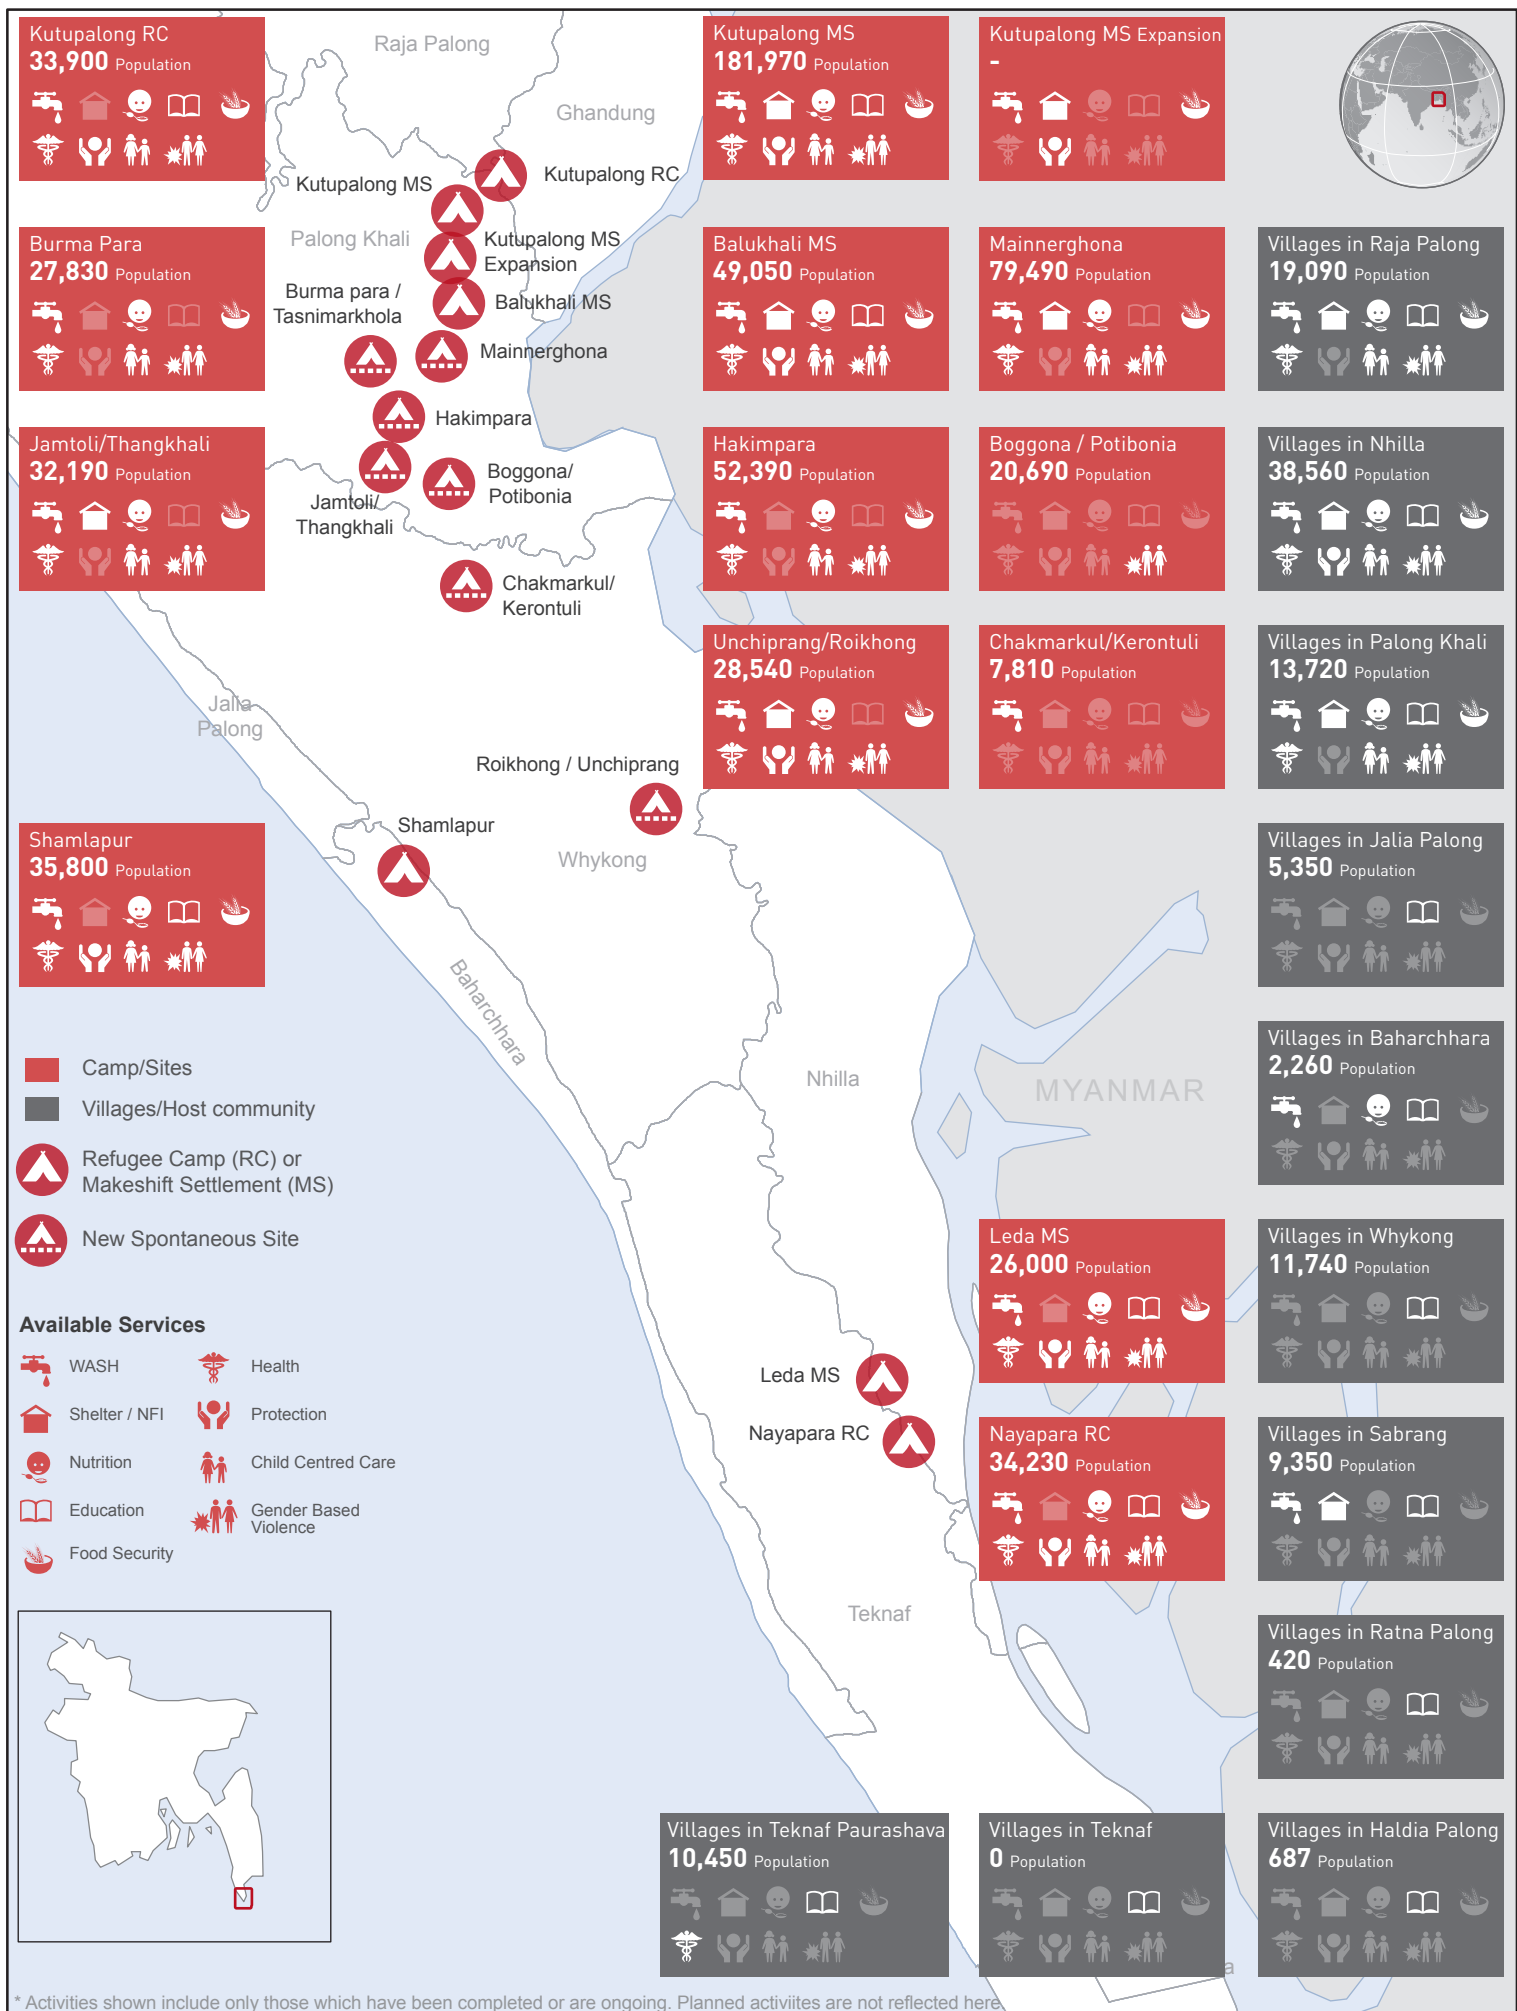 Kutupalong RC
33,900 Population
Raja Palong
Kutupalong MS
181,970 Population
Kutupalong MS Expansion
-
Ghandung
Kutupalong MS
Kutupalong RC
Burma Para
27,830 Population
Palong Khali
Kutupalong MS
Expansion
Balukhali MS
49,050 Population
Mainnerghona
79,490 Population
Villages in Raja Palong
19,090 Population
Burma para /
Tasnimarkhola
Balukhali MS
Mainnerghona
Hakimpara
Jamtoli/Thangkhali
32,190 Population
Boggona/
Potibonia
Jamtoli/
Thangkhali
Hakimpara
52,390 Population
Boggona / Potibonia
20,690 Population
Villages in Nhilla
38,560 Population
Chakmarkul/
Kerontuli
Unchiprang/Roikhong
28,540 Population
Chakmarkul/Kerontuli
7,810 Population
Villages in Palong Khali
13,720 Population
Jalia
Palong
Roikhong / Unchiprang
Shamlapur
35,800 Population
Shamlapur
Whykong
Villages in Jalia Palong
5,350 Population
Baharchhara
Villages in Baharchhara
2,260 Population
Camp/Sites
Villages/Host community
Refugee Camp (RC) or
Makeshift Settlement (MS)
New Spontaneous Site
Nhilla
MYANMAR
Leda MS
26,000 Population
Villages in Whykong
11,740 Population
Available Services
WASH
Health
Shelter / NFI
Protection
Nutrition
Child Centred Care
Education
Gender Based
Violence
Food Security
Leda MS
Nayapara RC
Nayapara RC
34,230 Population
Villages in Sabrang
9,350 Population
Teknaf
Villages in Ratna Palong
420 Population
Villages in Teknaf Paurashava
10,450 Population
Villages in Teknaf
0 Population
Villages in Haldia Palong
687 Population
* Activities shown include only those which have been completed or are ongoing. Planned activiites are not reflected here